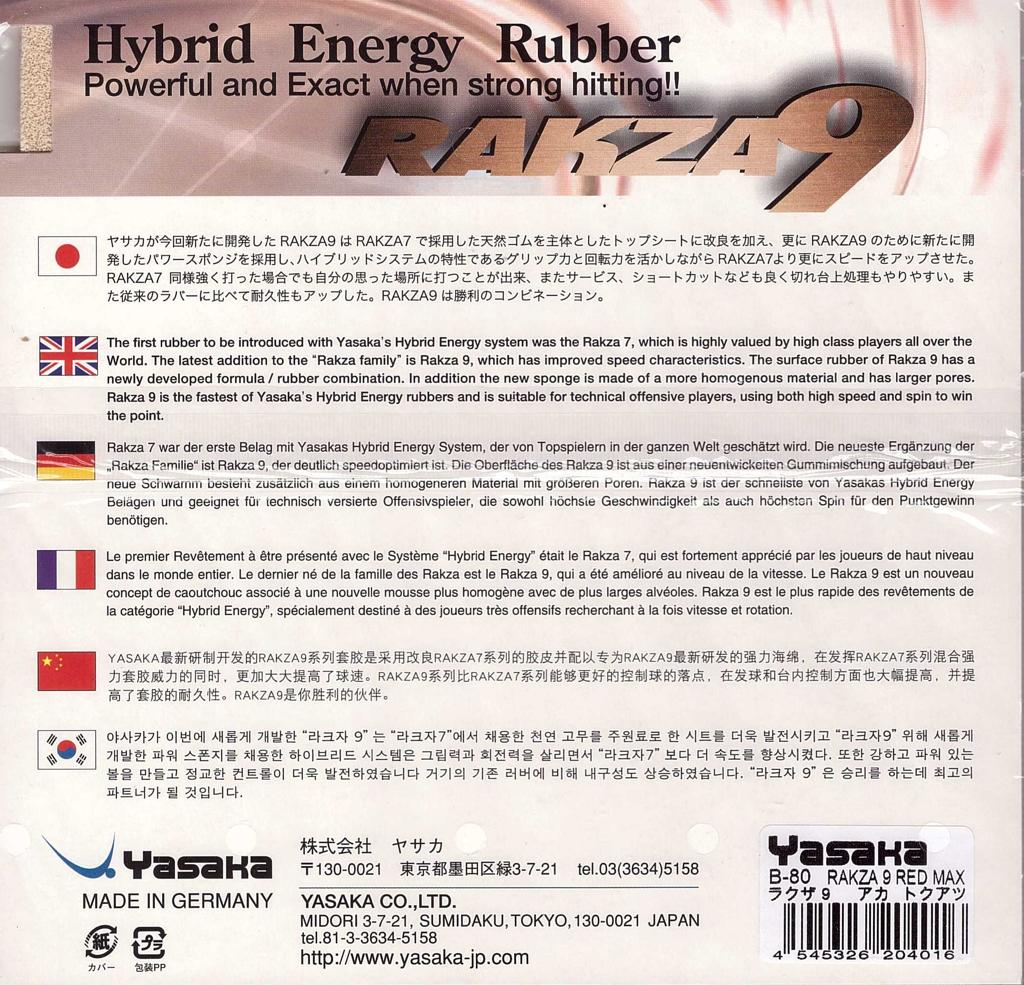 Hybrid Energy Rubber
Powerful and Exact when strong hitting!!
RAKZA9
ヤサカが今回新たに開発した RAKZA9 は RAKZA7 で採用した天然ゴムを主体としたトップシートに改良を加え、更に RAKZA9 のために新たに開
発したパワースポンジを採用し、ハイブリッドシステムの特性であるグリップ力と回転力を活かしながら RAKZA7より更にスピードをアップさせた。
RAKZA7 同様強く打った場合でも自分の思った場所に打つことが出来、またサービス、ショートカットなども良く切れ台上処理もやりやすい。ま
た従来のラバーに比べて耐久性もアップした。RAKZA9 は勝利のコンビネーション。
The first rubber to be introduced with Yasaka's Hybrid Energy system was the Rakza 7, which is highly valued by high class players all over the
World. The latest addition to the "Rakza family" is Rakza 9, which has improved speed characteristics. The surface rubber of Rakza 9 has a
newly developed formula / rubber combination. In addition the new sponge is made of a more homogenous material and has larger pores.
Rakza 9 is the fastest of Yasaka's Hybrid Energy rubbers and is suitable for technical offensive players, using both high speed and spin to win
the point.
Rakza 7 war der erste Belag mit Yasakas Hybrid Energy System, der von Topspielern in der ganzen Welt geschätzt wird. Die neueste Ergänzung der
„Rakza Familie" ist Rakza 9, der deutlich speedoptimiert ist. Die Oberfläche des Rakza 9 ist aus einer neuentwickelten Gummimischung aufgebaut. Der
neue Schwamm besteht zusätzlich aus einem homogeneren Material mit größeren Poren. Rakza 9 ist der schnellste von Yasakas Hybrid Energy
Belägen und geeignet für technisch versierte Offensivspieler, die sowohl höchste Geschwindigkeit als auch höchsten Spin für den Punktgewinn
benötigen.
Le premier Revêtement à être présenté avec le Système "Hybrid Energy" était le Rakza 7, qui est fortement apprécié par les joueurs de haut niveau
dans le monde entier. Le dernier né de la famille des Rakza est le Rakza 9, qui a été amélioré au niveau de la vitesse. Le Rakza 9 est un nouveau
concept de caoutchouc associé à une nouvelle mousse plus homogène avec de plus larges alvéoles. Rakza 9 est le plus rapide des revêtements de
la catégorie "Hybrid Energy", spécialement destiné à des joueurs très offensifs recherchant à la fois vitesse et rotation.
YASAKA最新研制开发的RAKZA9系列套胶是采用改良RAKZA7系列的胶皮并配以专为RAKZA9最新研发的强力海绵，在发挥RAKZA7系列混合强
力套胶威力的同时，更加大大提高了球速。RAKZA9系列比RAKZA7系列能够更好的控制球的落点，在发球和台内控制方面也大幅提高，并提
高了套胶的耐久性。RAKZA9是你胜利的伙伴。
야사카가 이번에 새롭게 개발한 "라크자 9" 는 "라크자7"에서 채용한 천연 고무를 주원료로 한 시트를 더욱 발전시키고 "라크자9" 위해 새롭게
개발한 파워 스폰지를 채용한 하이브리드 시스템은 그립력과 회전력을 살리면서 "라크자7" 보다 더 속도를 향상시켰다. 또한 강하고 파워 있는
볼을 만들고 정교한 컨트롤이 더욱 발전하였습니다 거기의 기존 러버에 비해 내구성도 상승하였습니다. "라크자 9" 은 승리를 하는데 최고의
파트너가 될 것입니다.
Yasaka
MADE IN GERMANY
紙
カバー
プラ
包装PP
株式会社 ヤサカ
〒130-0021 東京都墨田区緑3-7-21 tel.03(3634)5158
YASAKA CO.,LTD.
MIDORI 3-7-21, SUMIDAKU, TOKYO, 130-0021 JAPAN
tel.81-3-3634-5158
http://www.yasaka-jp.com
Yasaka
B-80 RAKZA 9 RED MAX
ラクザ9 アカ トクアツ
4 545326 204016